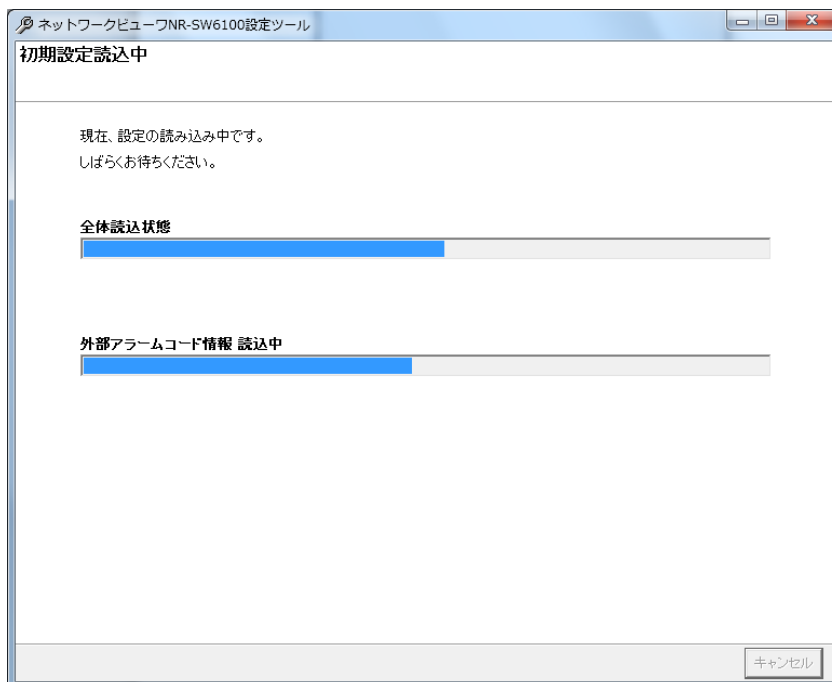 ネットワークビューワNR-SW6100設定ツール
初期設定読込中
現在、設定の読み込み中です。
しばらくお待ちください。
全体読込状態
外部アラームコード情報 読込中
キャンセル